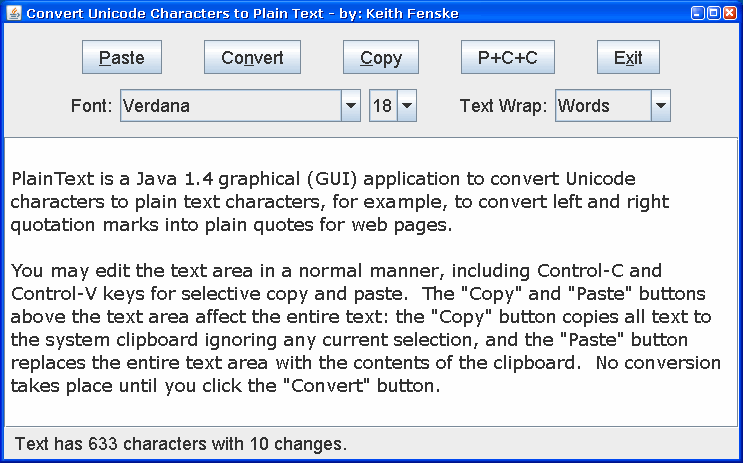 Convert Unicode Characters to Plain Text - by: Keith Fenske
Paste Convert Copy P+C+C Exit
Font: Verdana 18 Text Wrap: Words
PlainText is a Java 1.4 graphical (GUI) application to convert Unicode
characters to plain text characters, for example, to convert left and right
quotation marks into plain quotes for web pages.
You may edit the text area in a normal manner, including Control-C and
Control-V keys for selective copy and paste.  The "Copy" and "Paste" buttons
above the text area affect the entire text: the "Copy" button copies all text to
the system clipboard ignoring any current selection, and the "Paste" button
replaces the entire text area with the contents of the clipboard.  No conversion
takes place until you click the "Convert" button.
Text has 633 characters with 10 changes.